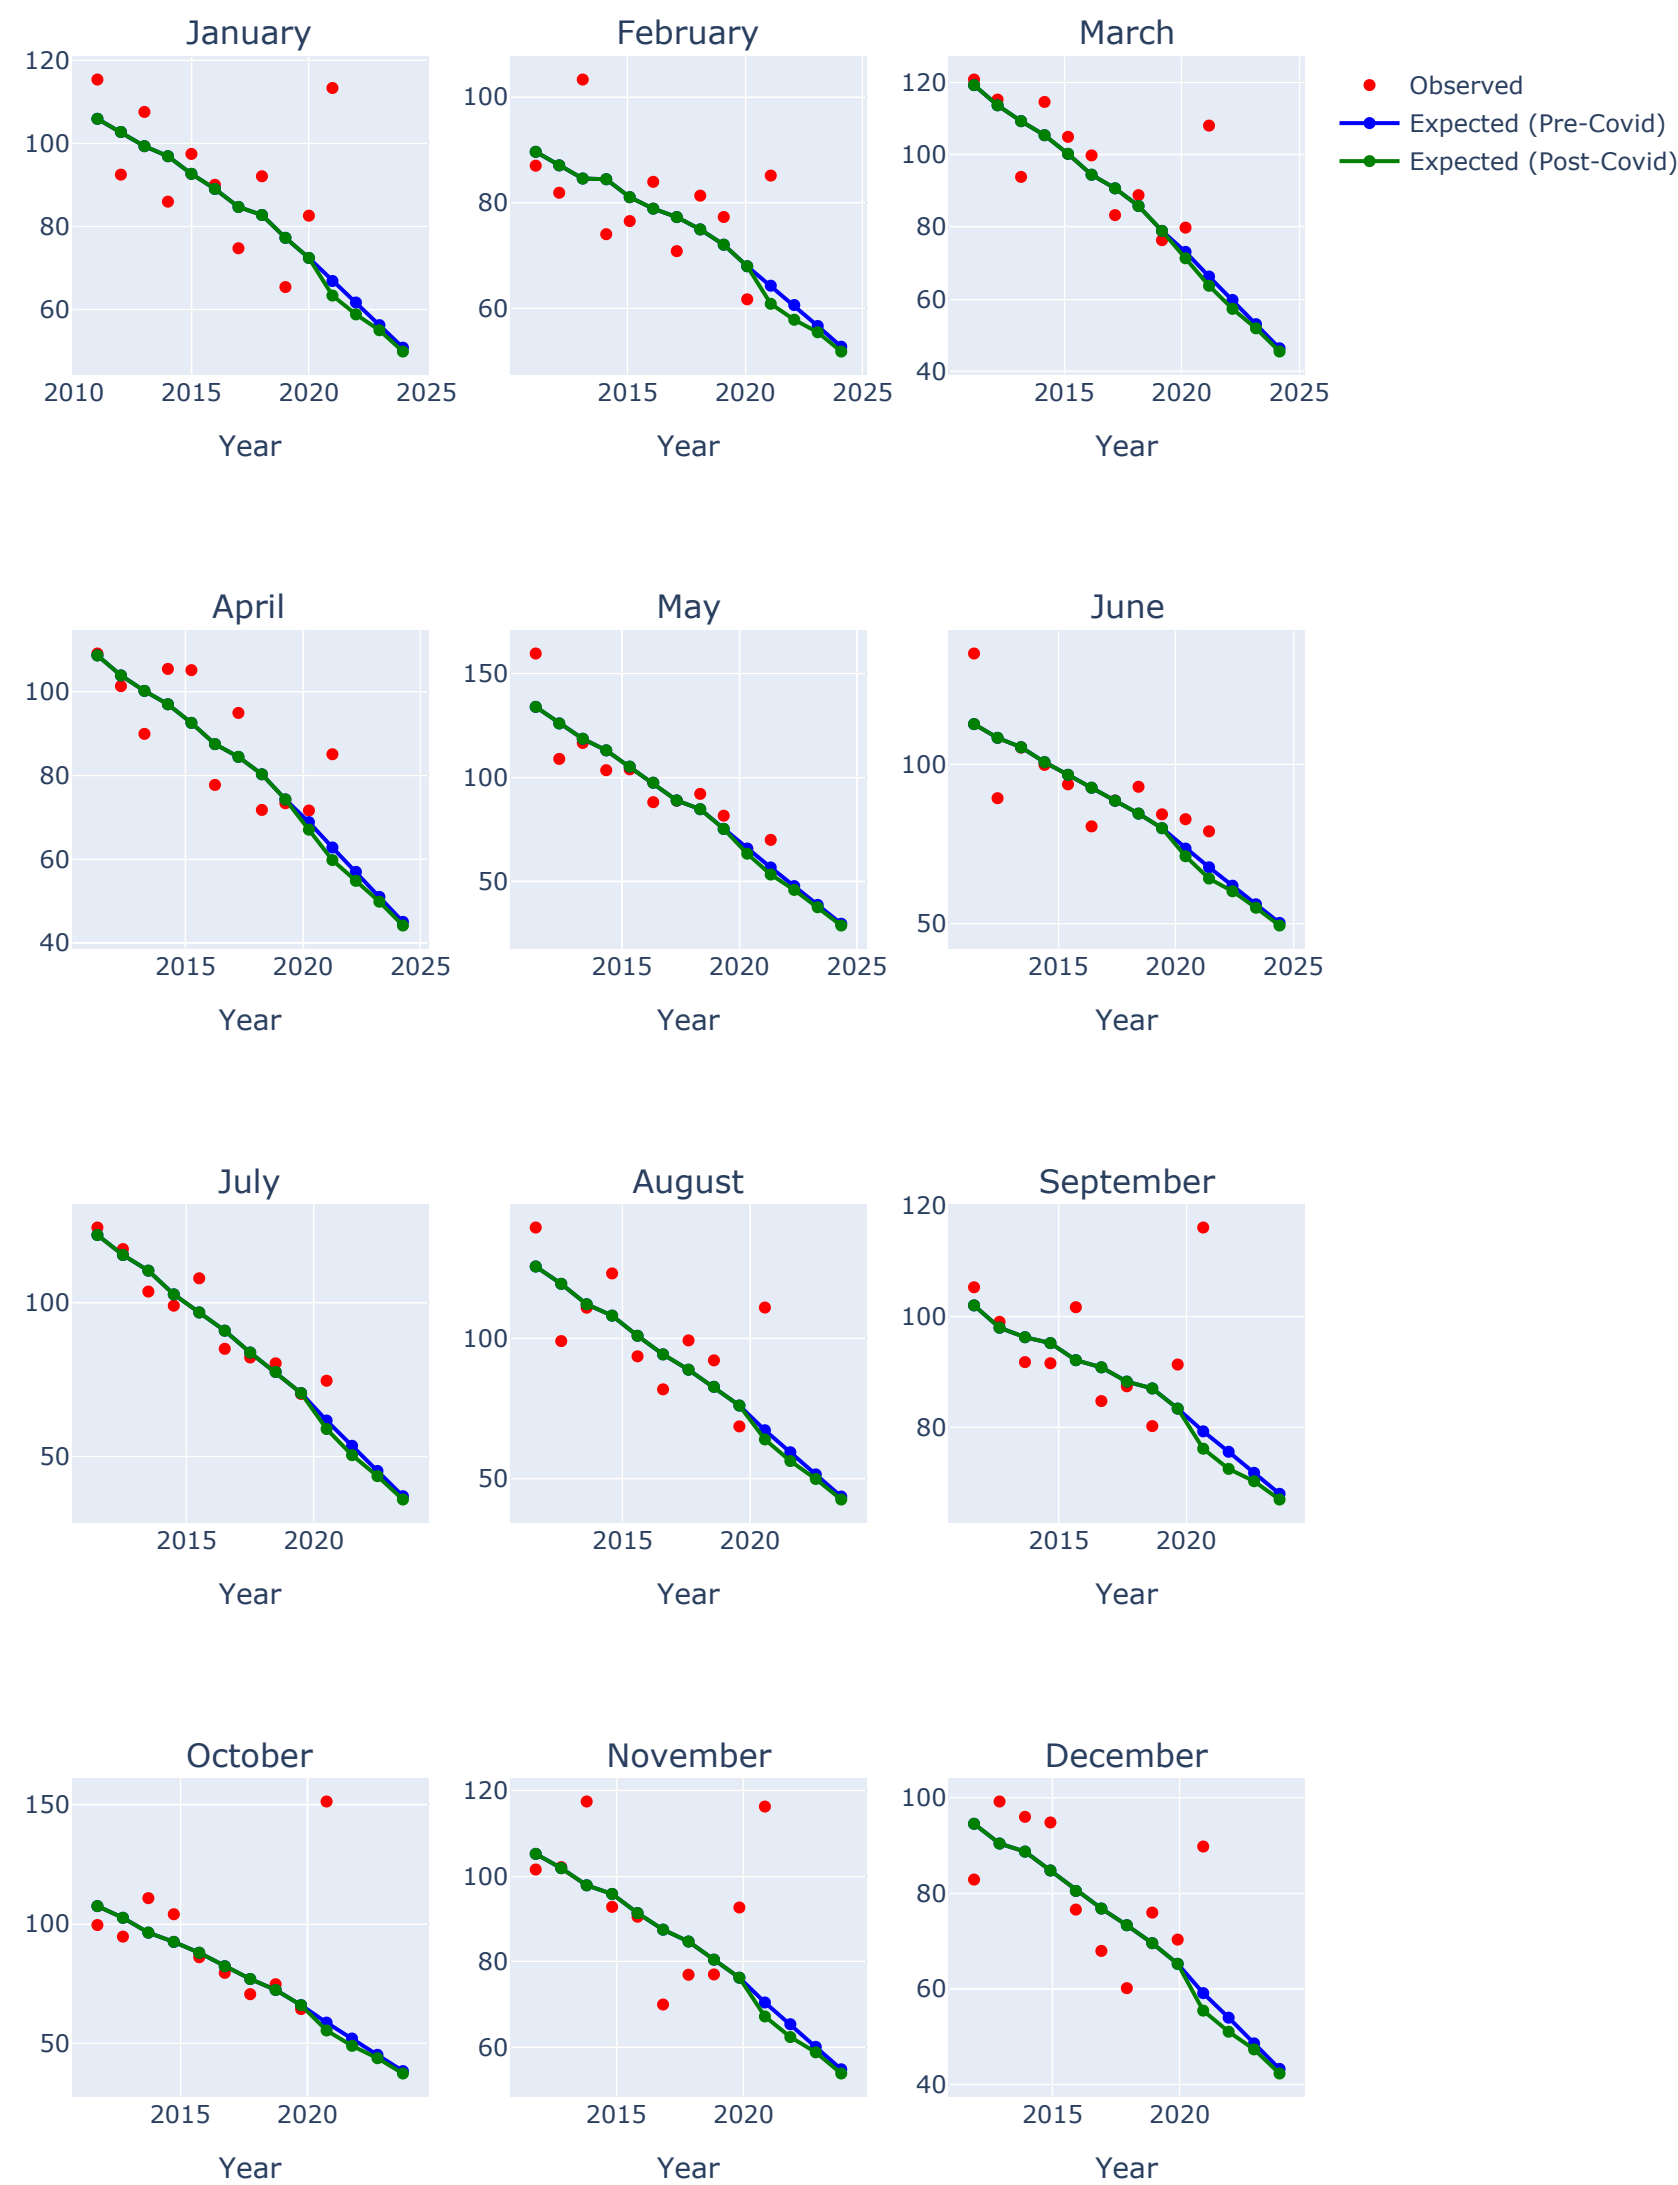 January
February
March
120
100
80
60
2010
2015
2020
2025
Year
100
80
60
2015
2020
2025
Year
120
100
80
60
40
2015
2020
2025
Year
Observed
Expected (Pre-Covid)
Expected (Post-Covid)
April
May
June
100
80
60
40
2015
2020
2025
Year
150
100
50
2015
2020
2025
Year
100
50
2015
2020
2025
Year
July
August
September
100
50
2015
2020
Year
100
50
2015
2020
Year
120
100
80
2015
2020
Year
October
November
December
150
100
50
2015
2020
Year
120
100
80
60
2015
2020
Year
100
80
60
40
2015
2020
Year